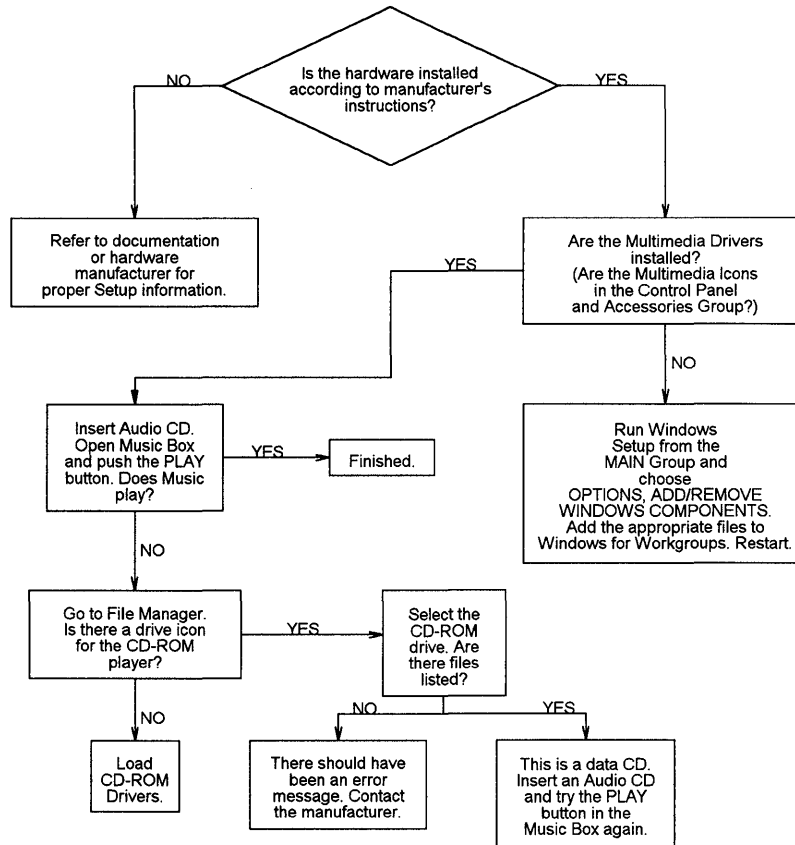 Is the hardware installed
according to manufacturer's
instructions?
NO
YES
Refer to documentation
or hardware
manufacturer for
proper Setup information.
Are the Multimedia Drivers
installed?
(Are the Multimedia Icons
in the Control Panel
and Accessories Group?)
YES
NO
Insert Audio CD.
Open Music Box
and push the PLAY
button. Does Music
play?
YES
Finished.
Run Windows
Setup from the
MAIN Group and
choose
OPTIONS, ADD/REMOVE
WINDOWS COMPONENTS.
Add the appropriate files to
Windows for Workgroups. Restart.
NO
Go to File Manager.
Is there a drive icon
for the CD-ROM
player?
YES
Select the
CD-ROM
drive. Are
there files
listed?
NO
NO
YES
Load
CD-ROM
Drivers.
There should have
been an error
message. Contact
the manufacturer.
This is a data CD.
Insert an Audio CD
and try the PLAY
button in the
Music Box again.